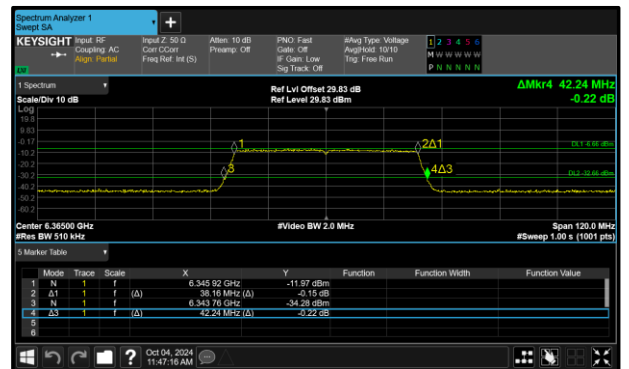 Spectrum Analyzer 1
Swept SA
+
KEYSIGHT
Input: RF
Coupling: AC
Align: Partial
Input Z: 50 Ω
Corr CCorr
Freq Ref: Int (S)
Atten: 10 dB
Preamp: Off
PNO: Fast
Gate: Off
IF Gain: Low
Sig Track: Off
#Avg Type: Voltage
Avg|Hold: 10/10
Trig: Free Run
1 2 3 4 5 6
M W W W W W
P N N N N N
1 Spectrum
Scale/Div 10 dB
Ref Lvl Offset 29.83 dB
Ref Level 29.83 dBm
ΔMkr4 42.24 MHz
-0.22 dB
Log
19.8
9.83
-0.17
-10.2
-20.2
-30.2
-40.2
-50.2
-60.2
1
2Δ1
3
4Δ3
DL1 -6.66 dBm
DL2 -32.66 dBm
Center 6.36500 GHz
#Res BW 510 kHz
#Video BW 2.0 MHz
Span 120.0 MHz
#Sweep 1.00 s (1001 pts)
5 Marker Table
Mode Trace Scale X Y Function Function Width Function Value
1 N 1 f 6.345 92 GHz -11.97 dBm
2 Δ1 1 f (Δ) 38.16 MHz (Δ) -0.15 dB
3 N 1 f 6.343 76 GHz -34.28 dBm
4 Δ3 1 f (Δ) 42.24 MHz (Δ) -0.22 dB
5
6
?
Oct 04, 2024
11:47:16 AM